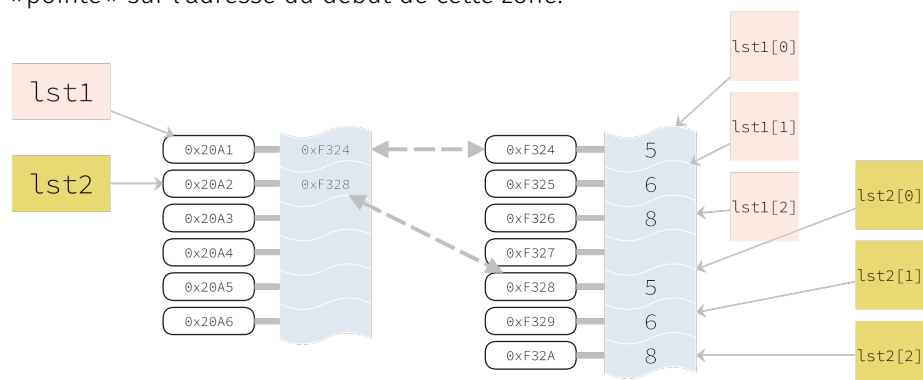 «pointe» sur l'adresse du début de cette zone.
lst1[0]
lst1
lst1[1]
0x20A1 0xF324 0xF324 5
lst2
0x20A2 0xF328 0xF325 6
lst2[0]
0x20A3 0xF326 8
lst1[2]
0x20A4 0xF327
lst2[1]
0x20A5 0xF328 5
0x20A6 0xF329 6
0xF32A 8
lst2[2]